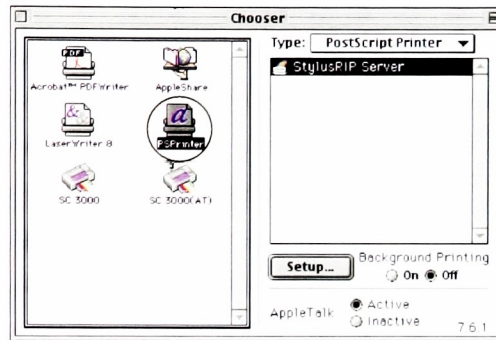 Chooser
Type: PostScript Printer
StylusRIP Server
PDF
Acrobat™ PDFWriter
AppleShare
LaserWriter 8
PSPrinter
SC 3000
SC 3000(AT)
Setup...
Background Printing
On Off
AppleTalk
Active
Inactive
7.6.1